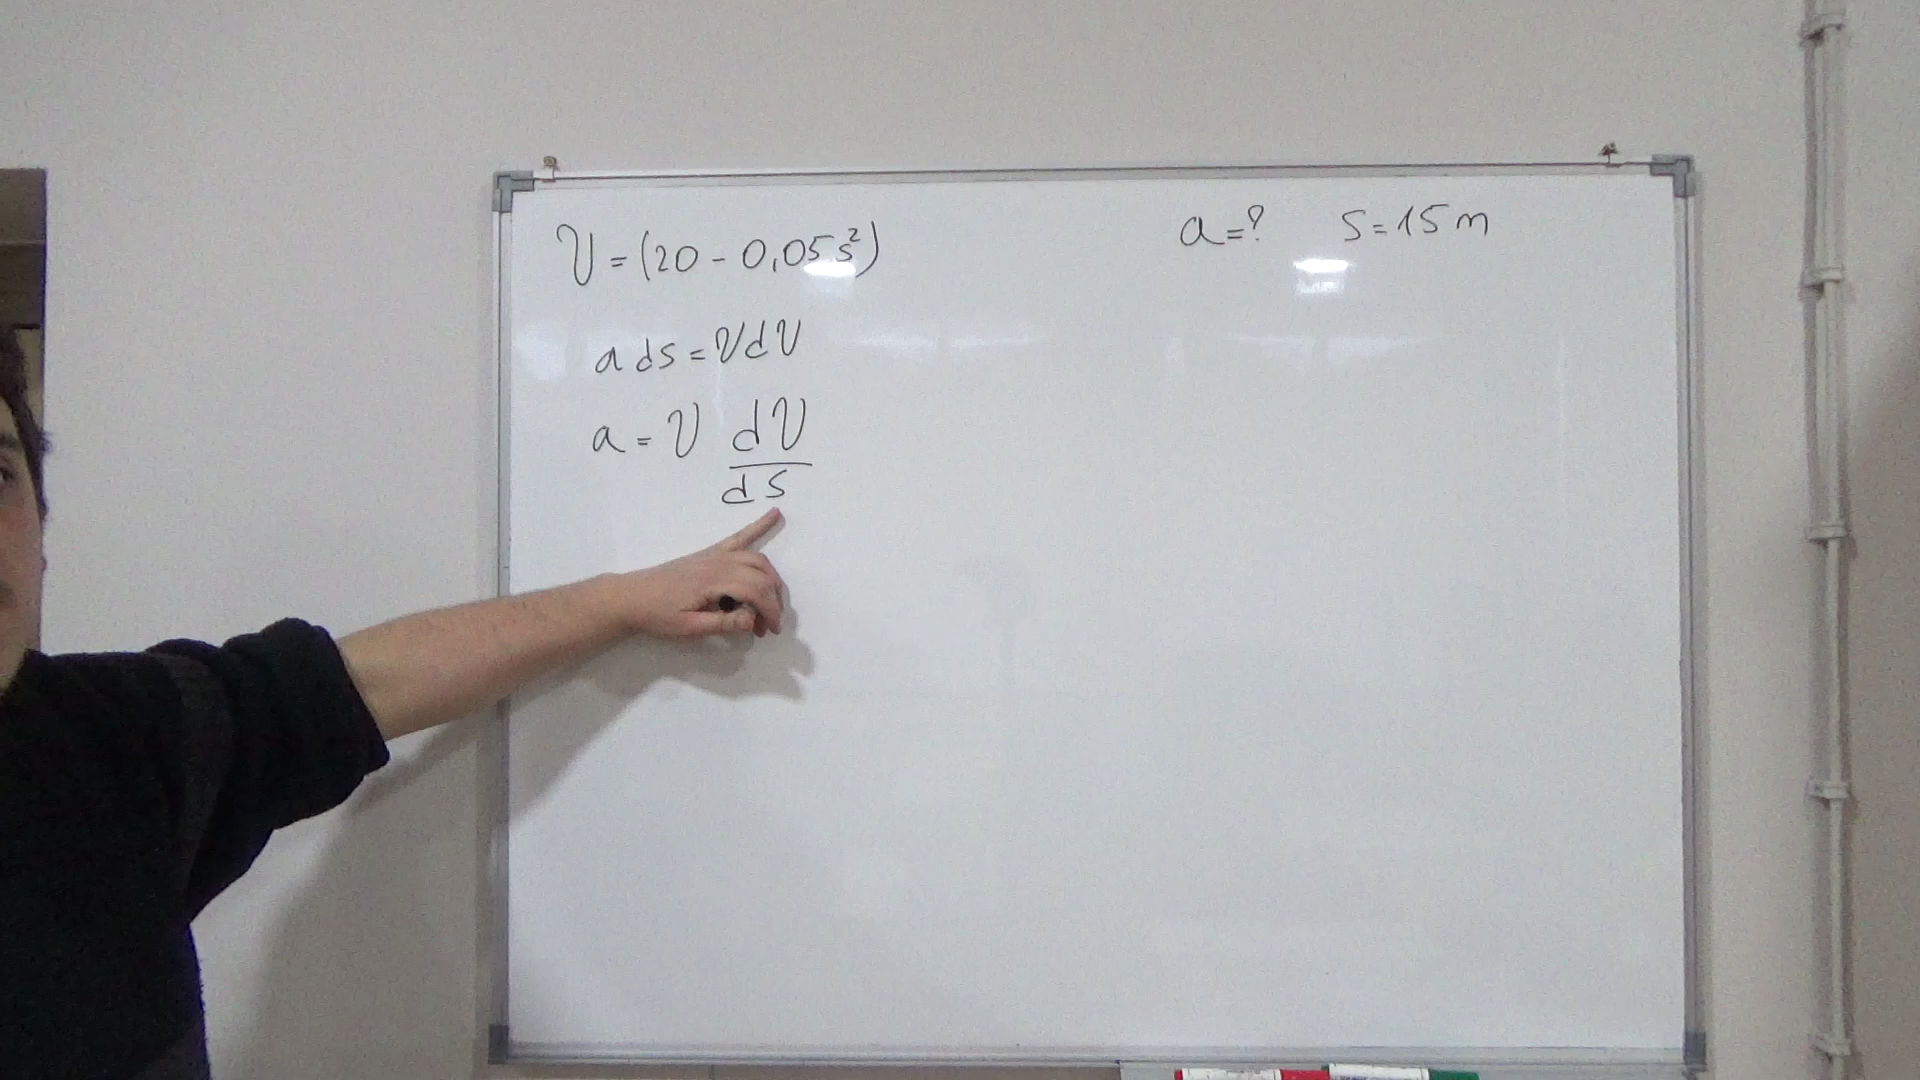 V = (20 - 0,05 s²)
a = ? s = 15 m
a ds = V dV
a = V dV
ds